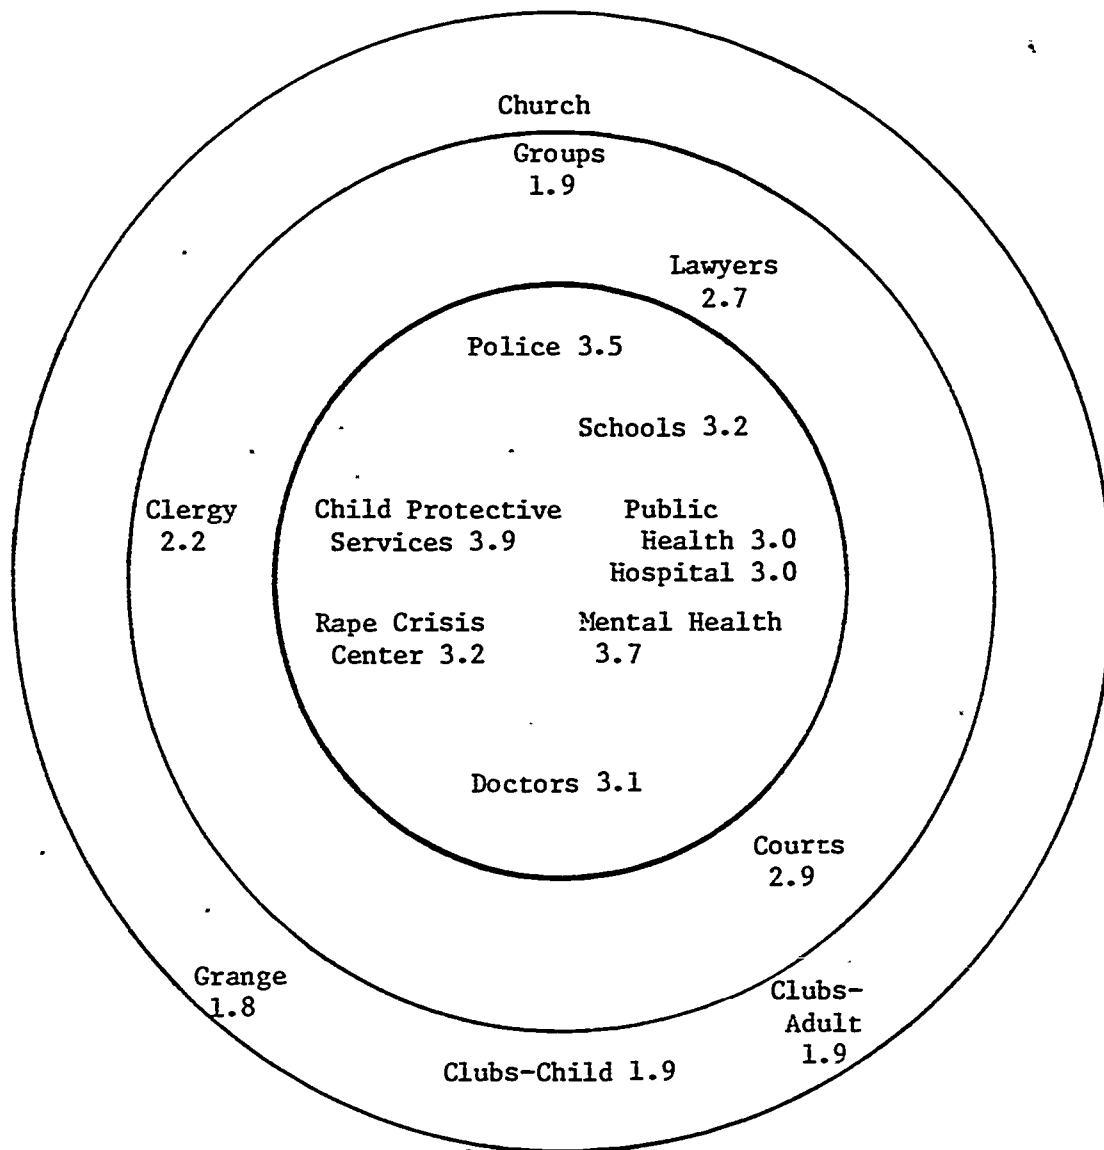 Church
Groups
1.9
Lawyers
2.7
Police 3.5
Schools 3.2
Clergy
2.2
Child Protective
Services 3.9
Public
Health 3.0
Hospital 3.0
Rape Crisis
Center 3.2
Mental Health
3.7
Doctors 3.1
Courts
2.9
Grange
1.8
Clubs-
Adult
1.9
Clubs-Child 1.9